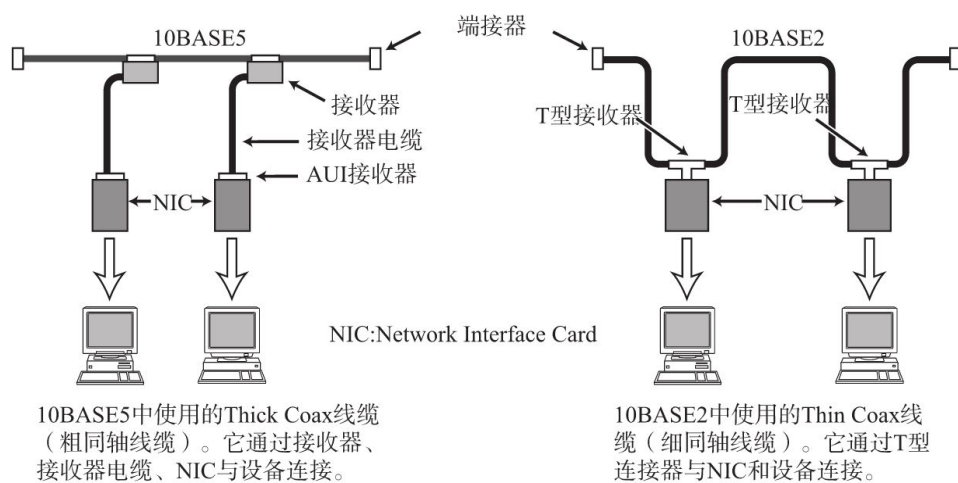 10BASE5
端接器
10BASE2
接收器
T型接收器
T型接收器
接收器电缆
AUI接收器
NIC
NIC
NIC:Network Interface Card
10BASE5中使用的Thick Coax线缆
（粗同轴线缆）。它通过接收器、
接收器电缆、NIC与设备连接。
10BASE2中使用的Thin Coax线
缆（细同轴线缆）。它通过T型
连接器与NIC和设备连接。